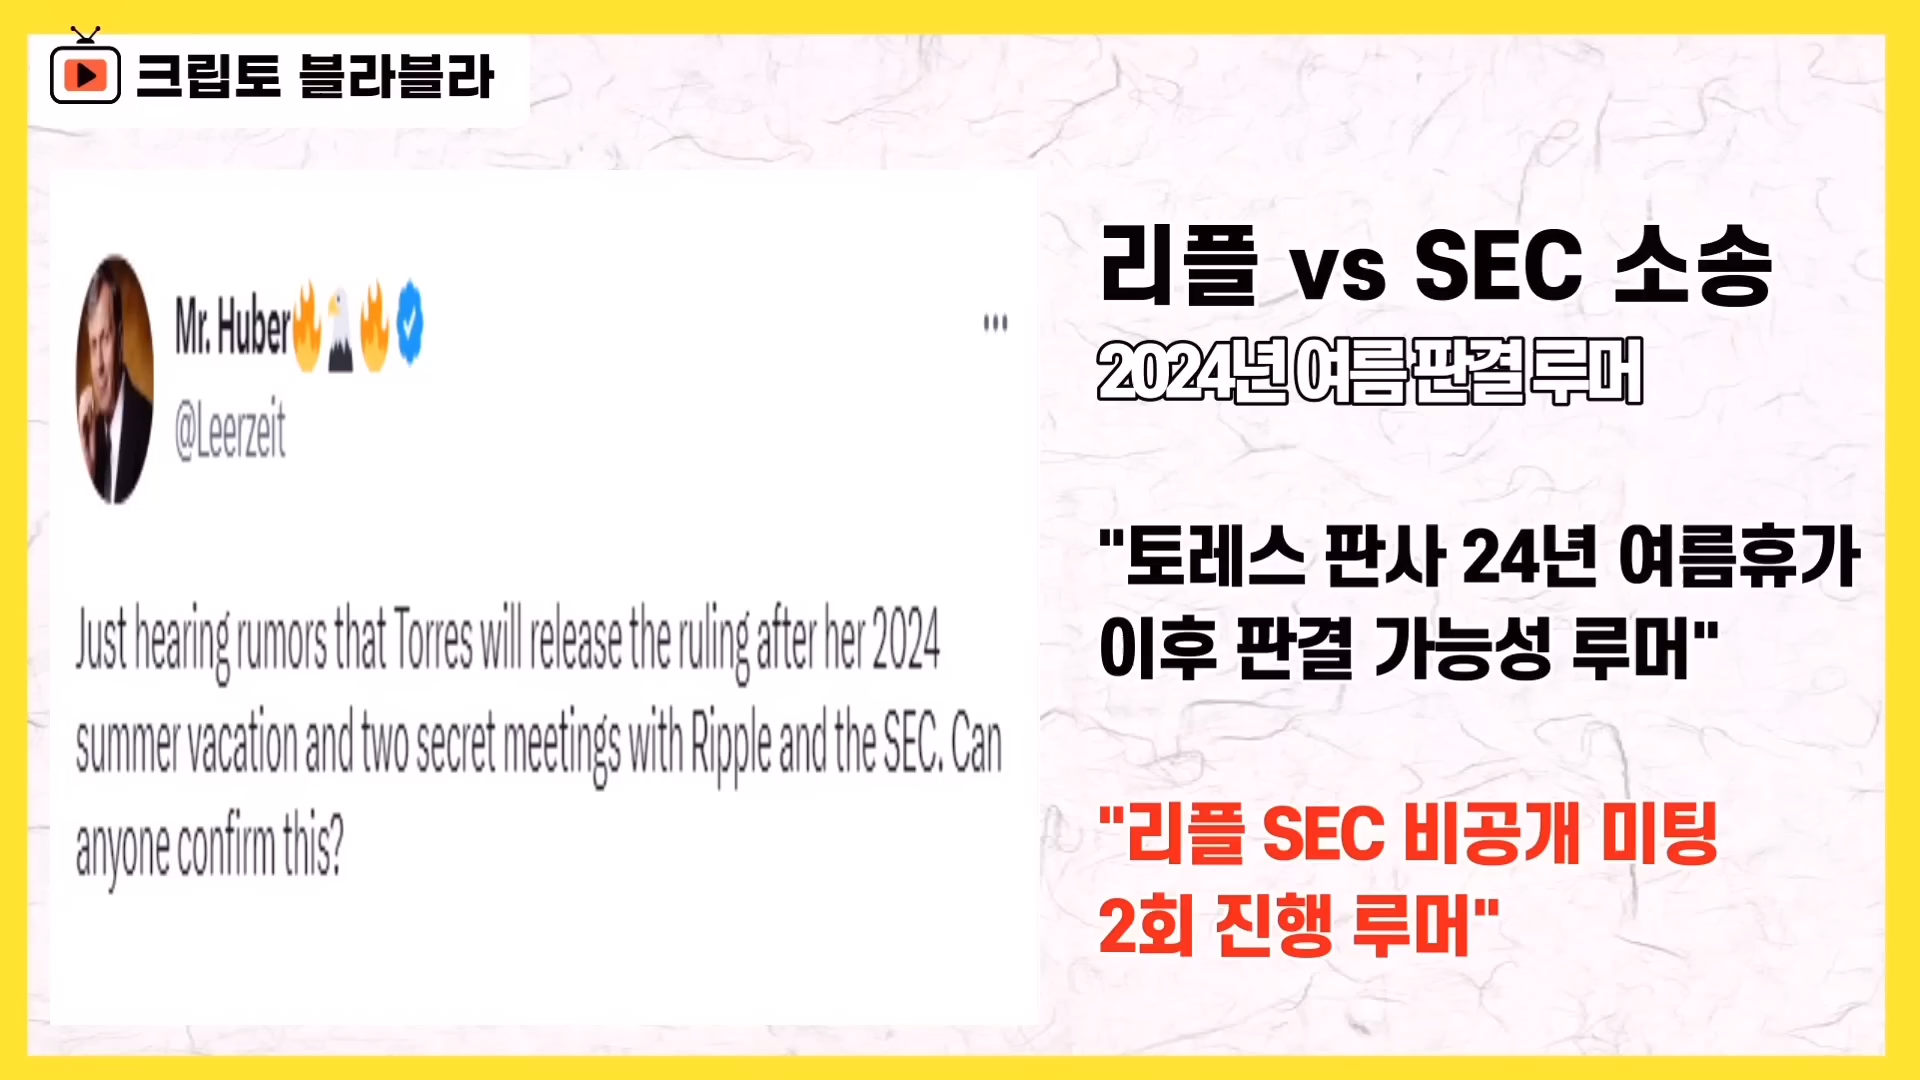 크립토 블라블라
Mr. Huber🔥🦅🔥
@Leerzeit
Just hearing rumors that Torres will release the ruling after her 2024
summer vacation and two secret meetings with Ripple and the SEC. Can
anyone confirm this?
리플 vs SEC 소송
2024년 여름 판결 루머
"토레스 판사 24년 여름휴가
이후 판결 가능성 루머"
"리플 SEC 비공개 미팅
2회 진행 루머"